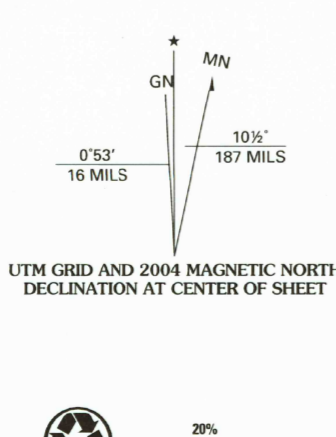 ★
MN
GN
0°53′
16 MILS
10½°
187 MILS
UTM GRID AND 2004 MAGNETIC NORTH
DECLINATION AT CENTER OF SHEET
20%